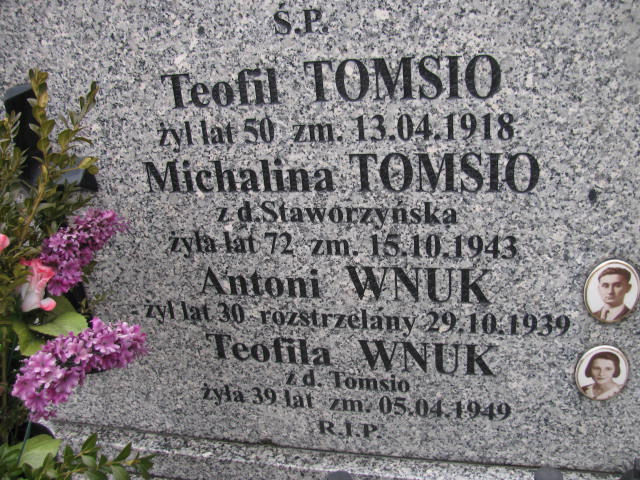 Ś.P.
Teofil TOMSIO
żył lat 50 zm. 13.04.1918
Michalina TOMSIO
z d.Staworzyńska
żyła lat 72 zm. 15.10.1943
Antoni WNUK
żył lat 30 rozstrzelany 29.10.1939
Teofila WNUK
z d. Tomsio
żyła 39 lat zm. 05.04.1949
R.I.P.